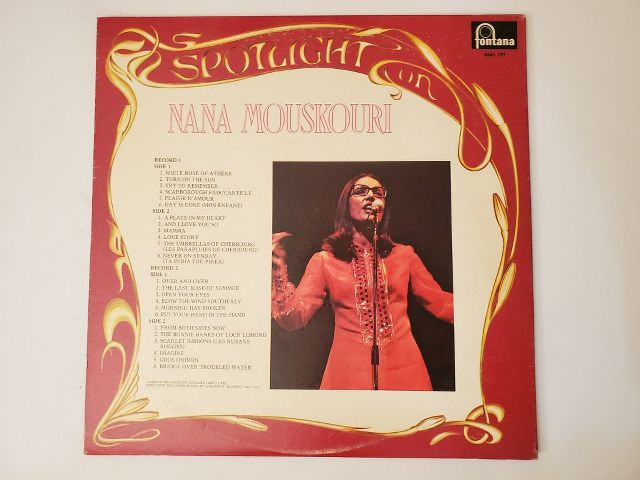 SPOTLIGHT
on
fontana
NANA MOUSKOURI
RECORD 1
SIDE 1
1. WHITE ROSE OF ATHENS
2. TURN ON THE SUN
3. TRY TO REMEMBER
4. SCARBOROUGH FAIR/CANTICLE
5. PLAISIR D'AMOUR
6. DAY IS DONE (MON ENFANT)
SIDE 2
1. A PLACE IN MY HEART
2. AND I LOVE YOU SO
3. MAMMA
4. LOVE STORY
5. THE UMBRELLAS OF CHERBOURG
(LES PARAPLUIES DE CHERBOURG)
6. NEVER ON SUNDAY
(TA PEDIA TOU PIREA)
RECORD 2
SIDE 1
1. OVER AND OVER
2. THE LAST ROSE OF SUMMER
3. OPEN YOUR EYES
4. BLOW THE WIND SOUTHERLY
5. MORNING HAS BROKEN
6. PUT YOUR HAND IN THE HAND
SIDE 2
1. FROM BOTH SIDES NOW
2. THE BONNIE BANKS OF LOCH LOMOND
3. SCARLET RIBBONS (LES RUBANS
ROUGES)
4. IMAGINE
5. ODOS ONIRON
6. BRIDGE OVER TROUBLED WATER
LONDON RECORDS OF CANADA (1967) LTD.